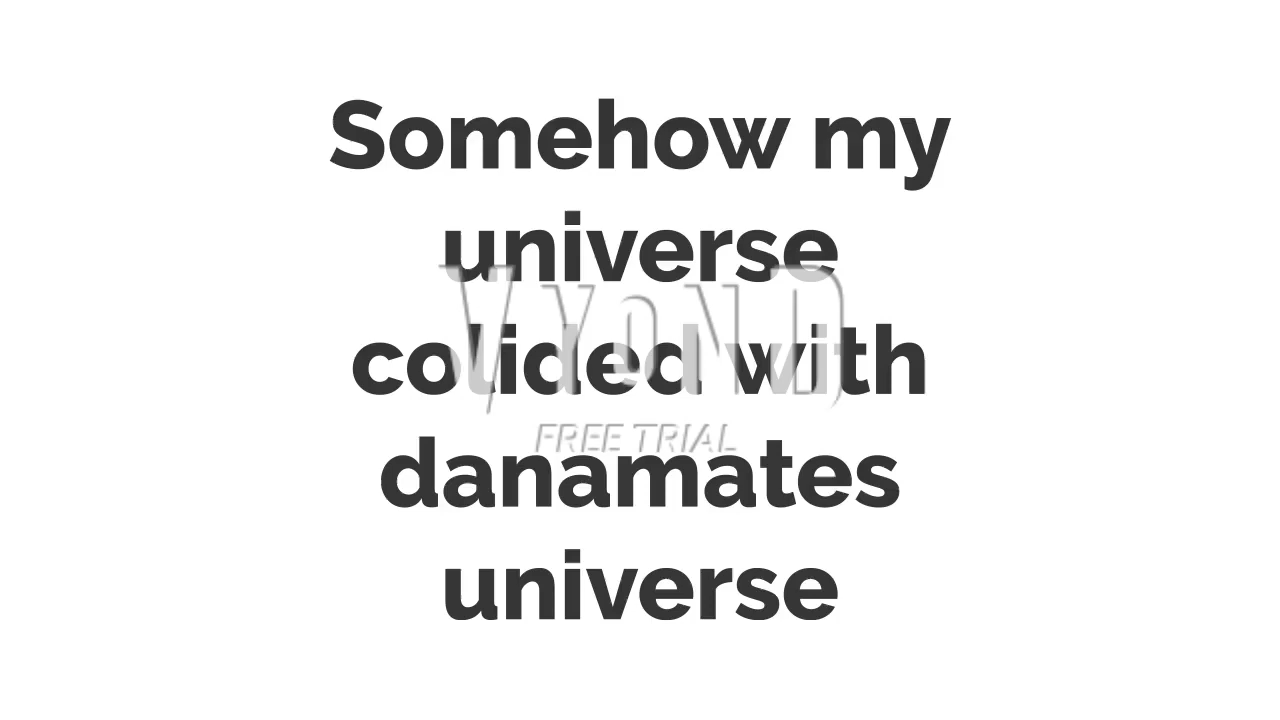 Somehow my
universe
colided with
danamates
universe
VYOND
FREE TRIAL